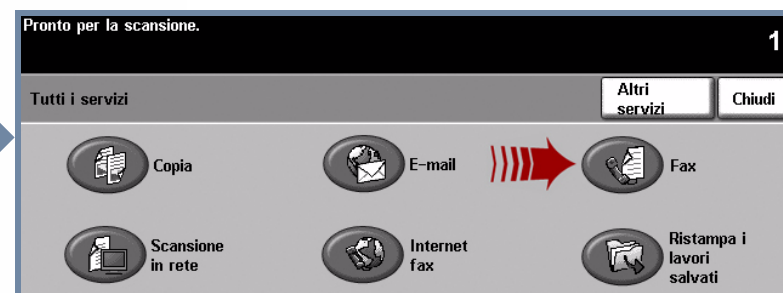 Pronto per la scansione.
1
Tutti i servizi
Altri
servizi
Chiudi
Copia
E-mail
Fax
Scansione
in rete
Internet
fax
Ristampa i
lavori
salvati